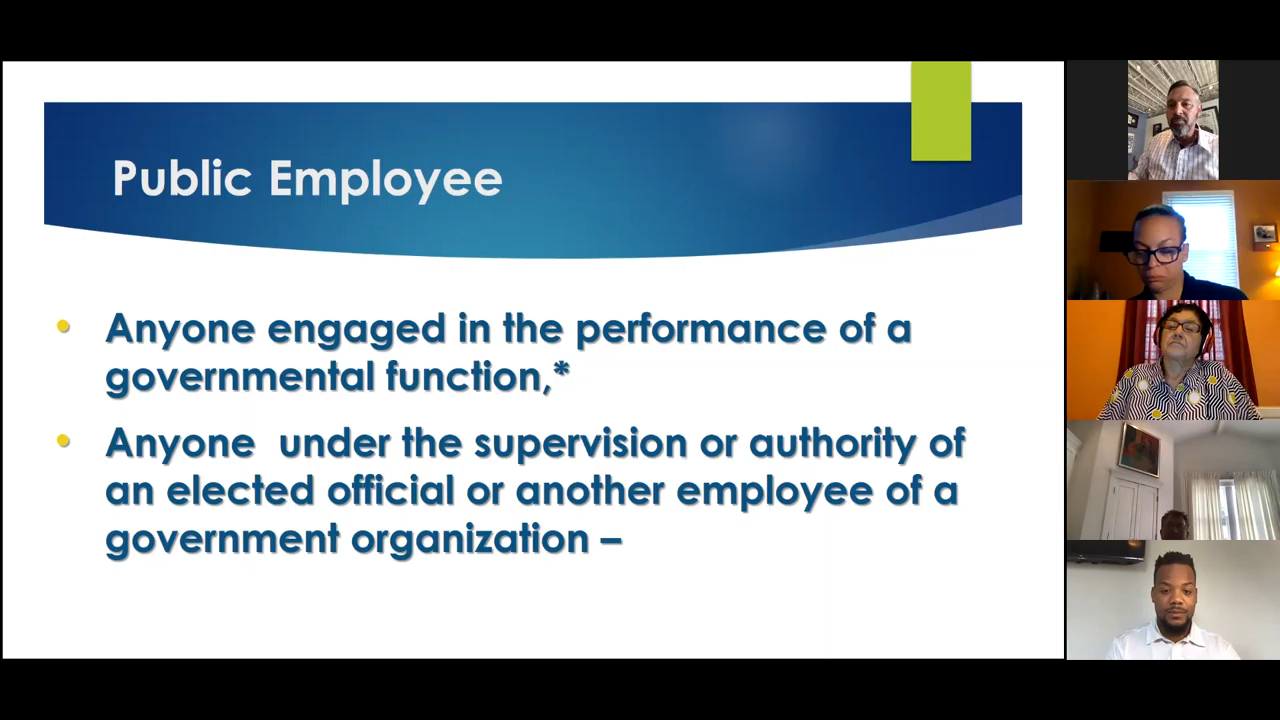 Public Employee
• Anyone engaged in the performance of a
governmental function,*
• Anyone under the supervision or authority of
an elected official or another employee of a
government organization –